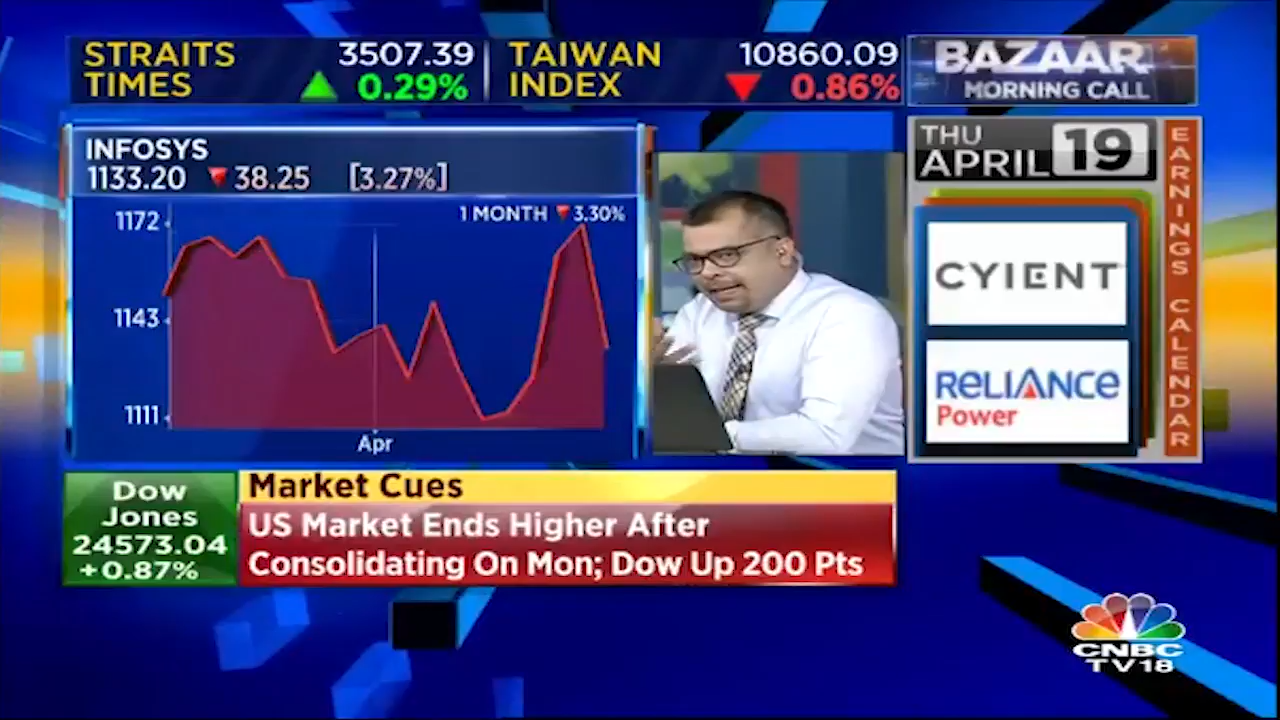 STRAITS TIMES
3507.39
▲ 0.29%
TAIWAN INDEX
10860.09
▼ 0.86%
BAZAAR
MORNING CALL
INFOSYS
1133.20 ▼ 38.25 [3.27%]
1 MONTH ▼ 3.30%
1172
1143
1111
Apr
THU
APRIL 19
EARNINGS CALENDAR
CYIENT
RELIANCE
Power
Dow
Jones
24573.04
+0.87%
Market Cues
US Market Ends Higher After
Consolidating On Mon; Dow Up 200 Pts
CNBC
TV18